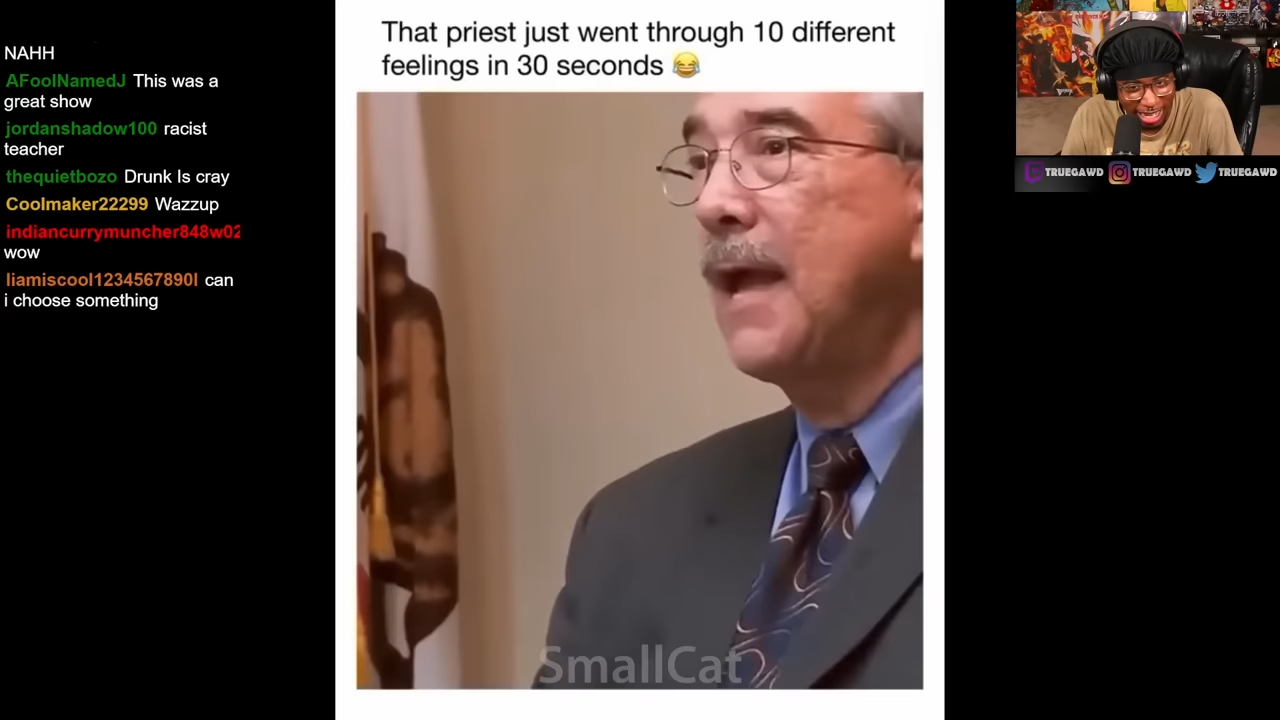 NAHH
AFoolNamedJ This was a
great show
jordanshadow100 racist
teacher
thequietbozo Drunk Is cray
Coolmaker22299 Wazzup
indiancurrymuncher848w02
wow
liamiscool1234567890l can
i choose something
That priest just went through 10 different
feelings in 30 seconds 😂
SmallCat
TRUEGAWD TRUEGAWD TRUEGAWD